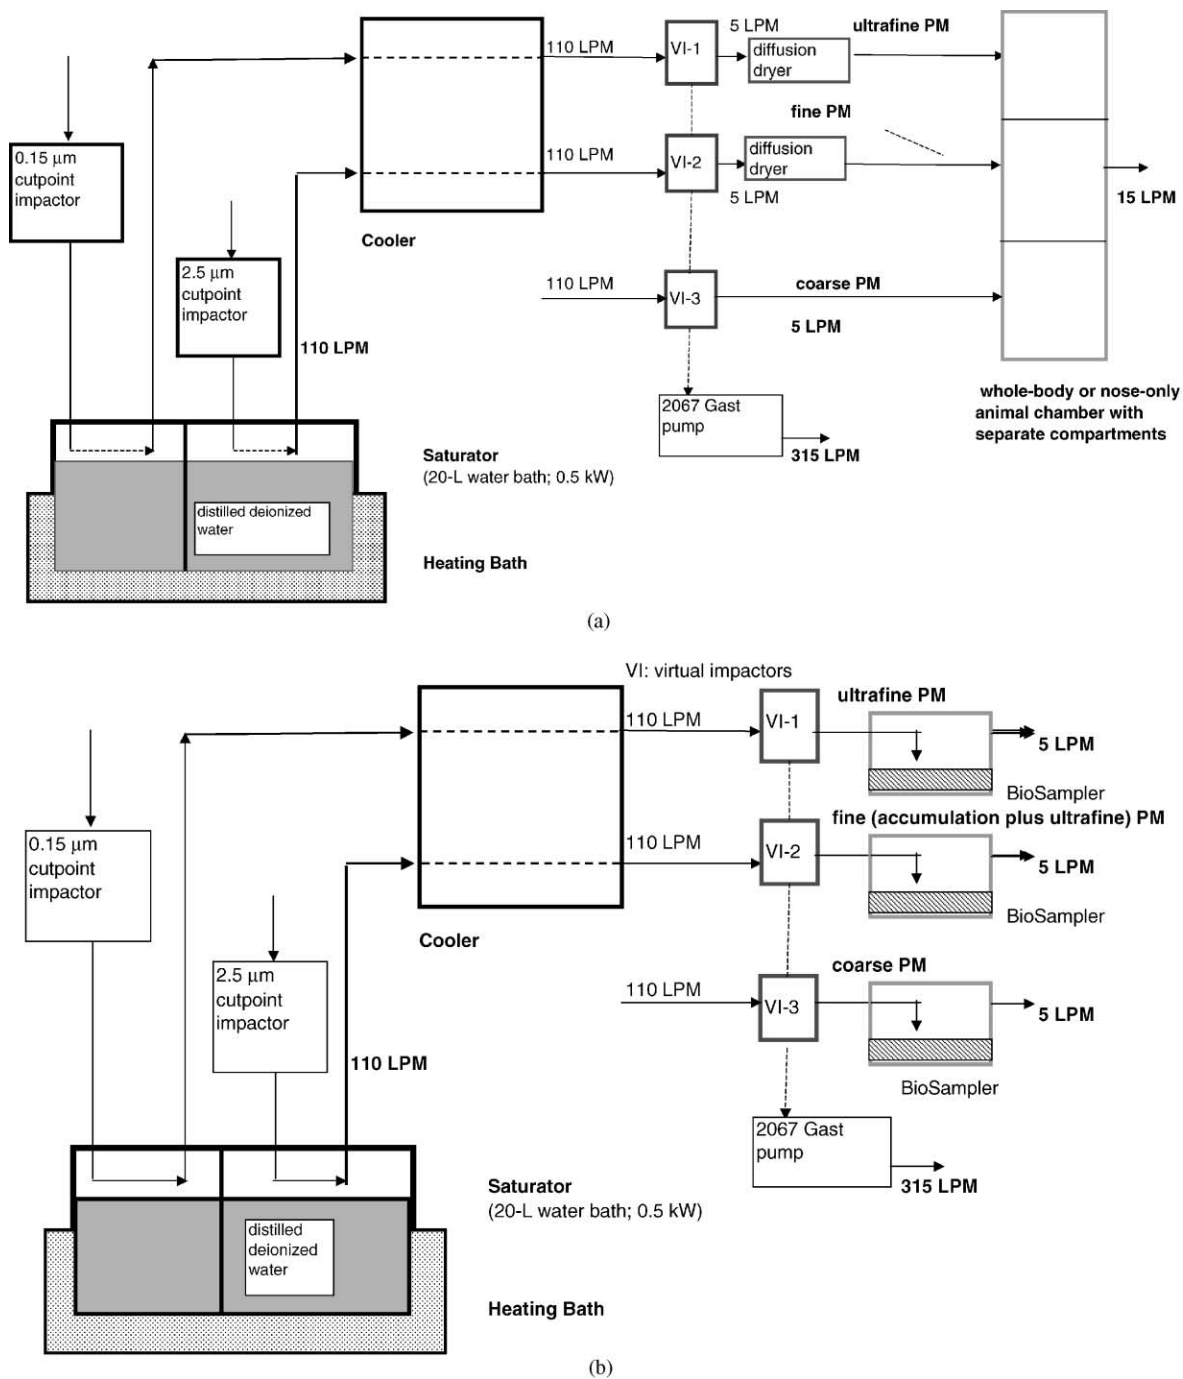 5 LPM
ultrafine PM
110 LPM
VI-1
diffusion
dryer
fine PM
0.15 μm
cutpoint
impactor
110 LPM
VI-2
diffusion
dryer
5 LPM
15 LPM
Cooler
2.5 μm
cutpoint
impactor
110 LPM
110 LPM
VI-3
coarse PM
5 LPM
whole-body or nose-only
animal chamber with
separate compartments
2067 Gast
pump
315 LPM
Saturator
(20-L water bath; 0.5 kW)
distilled deionized
water
Heating Bath
(a)
VI: virtual impactors
ultrafine PM
110 LPM
VI-1
5 LPM
BioSampler
fine (accumulation plus ultrafine) PM
0.15 μm
cutpoint
impactor
110 LPM
VI-2
5 LPM
BioSampler
Cooler
2.5 μm
cutpoint
impactor
110 LPM
coarse PM
110 LPM
VI-3
5 LPM
BioSampler
2067 Gast
pump
315 LPM
Saturator
(20-L water bath; 0.5 kW)
distilled
deionized
water
Heating Bath
(b)